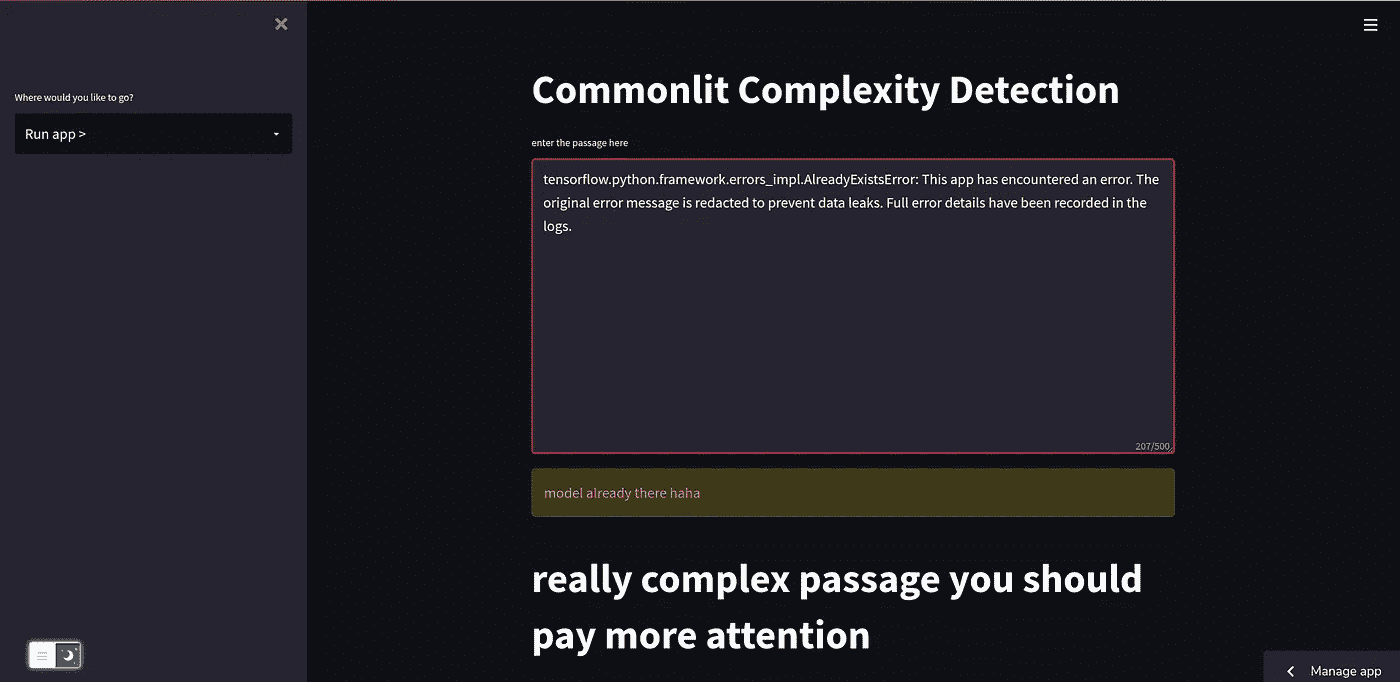 Where would you like to go?
Run app >
Commonlit Complexity Detection
enter the passage here
tensorflow.python.framework.errors_impl.AlreadyExistsError: This app has encountered an error. The
original error message is redacted to prevent data leaks. Full error details have been recorded in the
logs.
207/500
model already there haha
really complex passage you should
pay more attention
Manage app